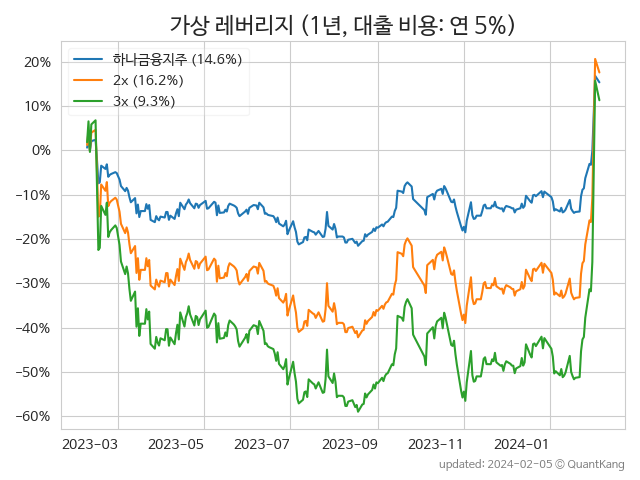 가상 레버리지 (1년, 대출 비용: 연 5%)
하나금융지주 (14.6%)
2x (16.2%)
3x (9.3%)
20%
10%
0%
−10%
−20%
−30%
−40%
−50%
−60%
2023-03 2023-05 2023-07 2023-09 2023-11 2024-01
updated: 2024-02-05 © QuantKang